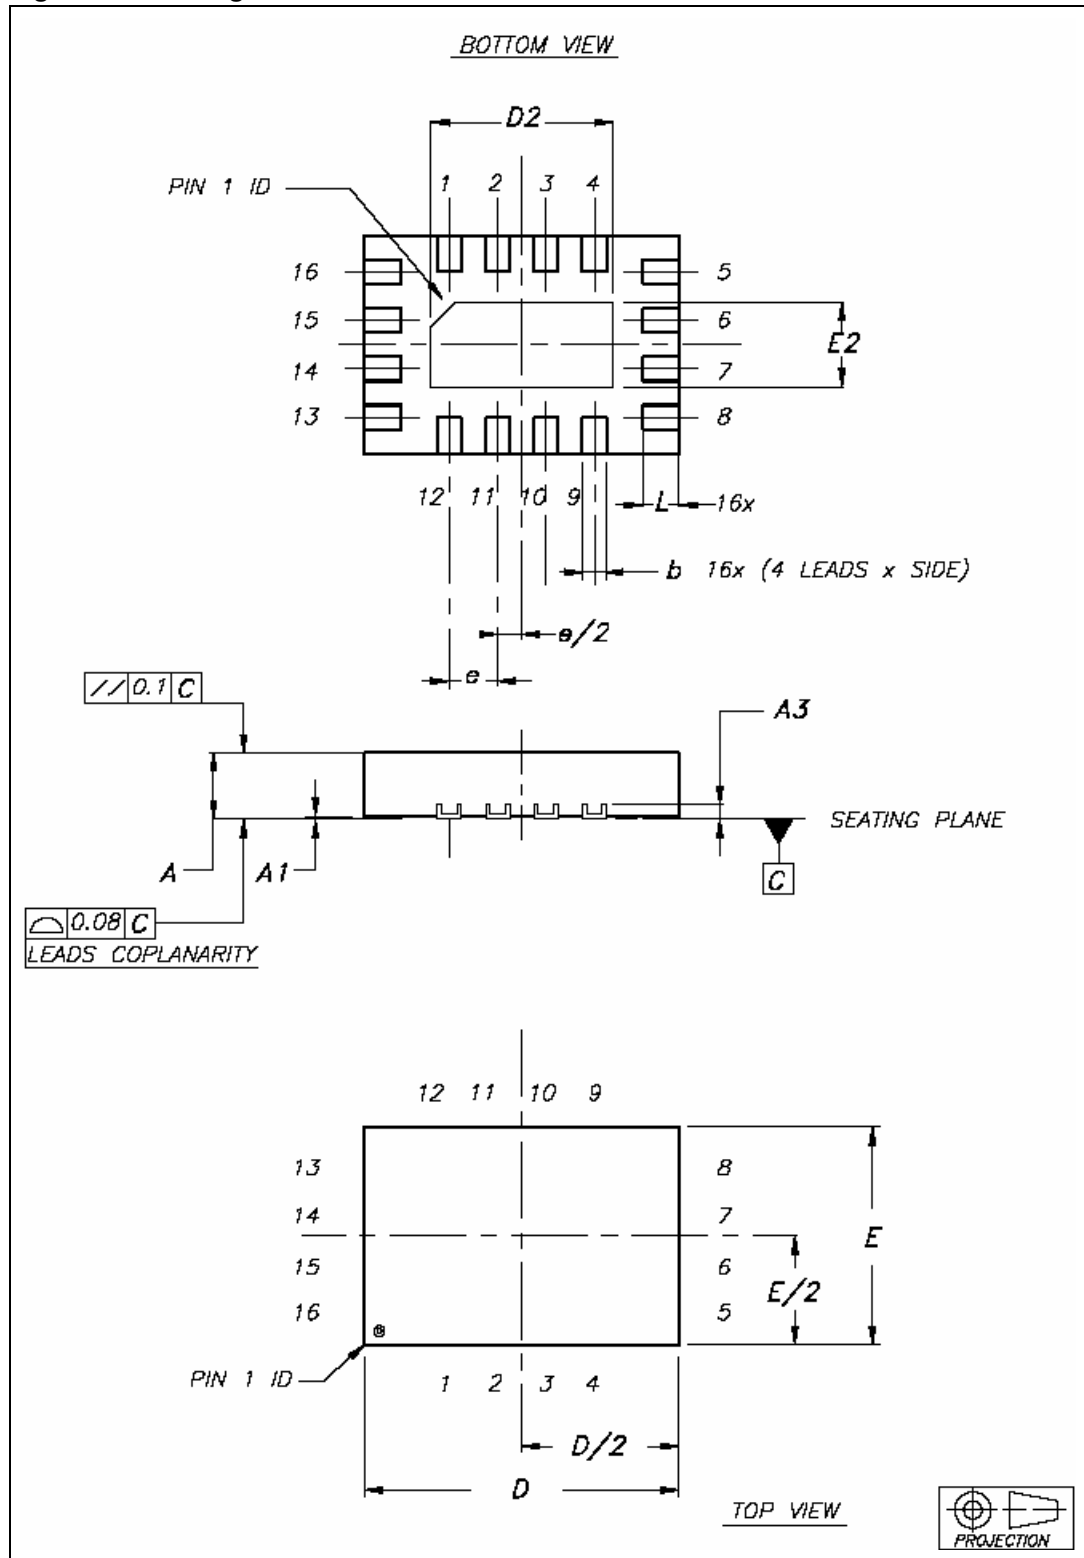 BOTTOM VIEW
D2
PIN 1 ID
1 2 3 4
16 5
15 6
E2
14 7
13 8
12 11 10 9 L 16x
b 16x (4 LEADS x SIDE)
e/2
e
// 0.1 C
A3
SEATING PLANE
A A1
C
0.08 C
LEADS COPLANARITY
12 11 10 9
13 8
14 7
E
15 6
E/2
16 5
PIN 1 ID
1 2 3 4
D/2
D
TOP VIEW
PROJECTION